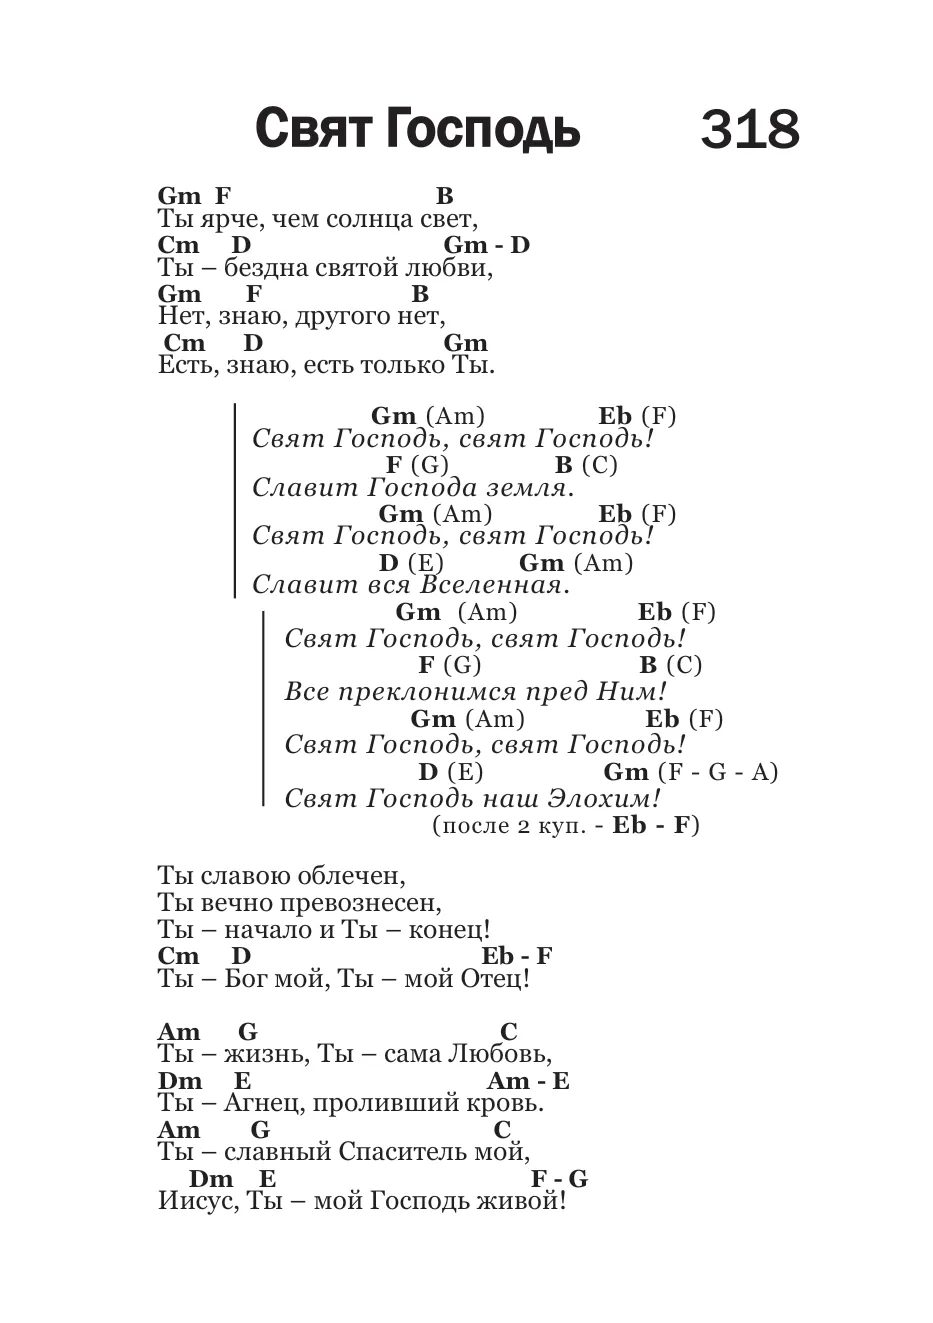 Свят Господь 318
Gm F B
Ты ярче, чем солнца свет,
Cm D Gm - D
Ты – бездна святой любви,
Gm F B
Нет, знаю, другого нет,
Cm D Gm
Есть, знаю, есть только Ты.
Gm (Am) Eb (F)
Свят Господь, свят Господь!
F (G) B (C)
Славит Господа земля.
Gm (Am) Eb (F)
Свят Господь, свят Господь!
D (E) Gm (Am)
Славит вся Вселенная.
Gm (Am) Eb (F)
Свят Господь, свят Господь!
F (G) B (C)
Все преклонимся пред Ним!
Gm (Am) Eb (F)
Свят Господь, свят Господь!
D (E) Gm (F - G - A)
Свят Господь наш Элохим!
(после 2 куп. - Eb - F)
Ты славою облечен,
Ты вечно превознесен,
Ты – начало и Ты – конец!
Cm D Eb - F
Ты – Бог мой, Ты – мой Отец!
Am G C
Ты – жизнь, Ты – сама Любовь,
Dm E Am - E
Ты – Агнец, проливший кровь.
Am G C
Ты – славный Спаситель мой,
Dm E F - G
Иисус, Ты – мой Господь живой!